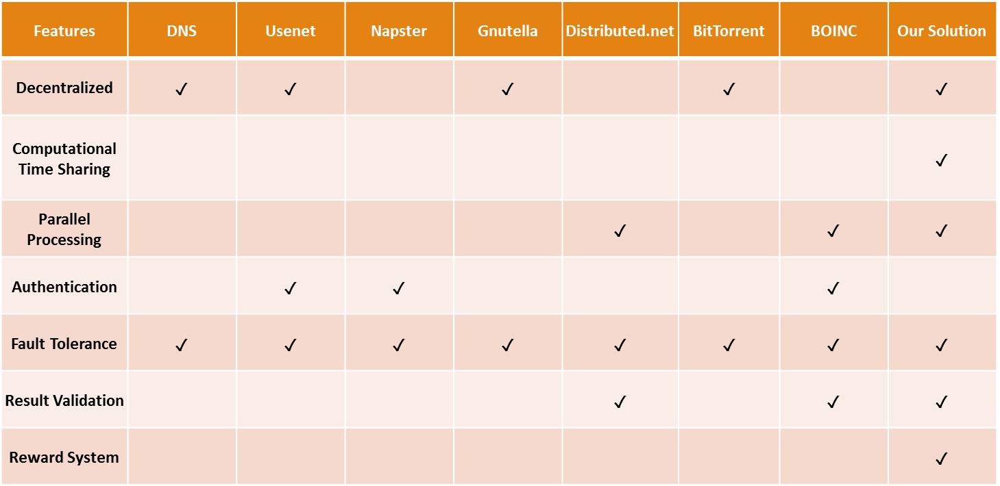 Features DNS Usenet Napster Gnutella Distributed.net BitTorrent BOINC Our Solution
Decentralized ✓ ✓ ✓ ✓ ✓
Computational
Time Sharing ✓
Parallel
Processing ✓ ✓ ✓
Authentication ✓ ✓ ✓
Fault Tolerance ✓ ✓ ✓ ✓ ✓ ✓ ✓ ✓
Result Validation ✓ ✓ ✓
Reward System ✓